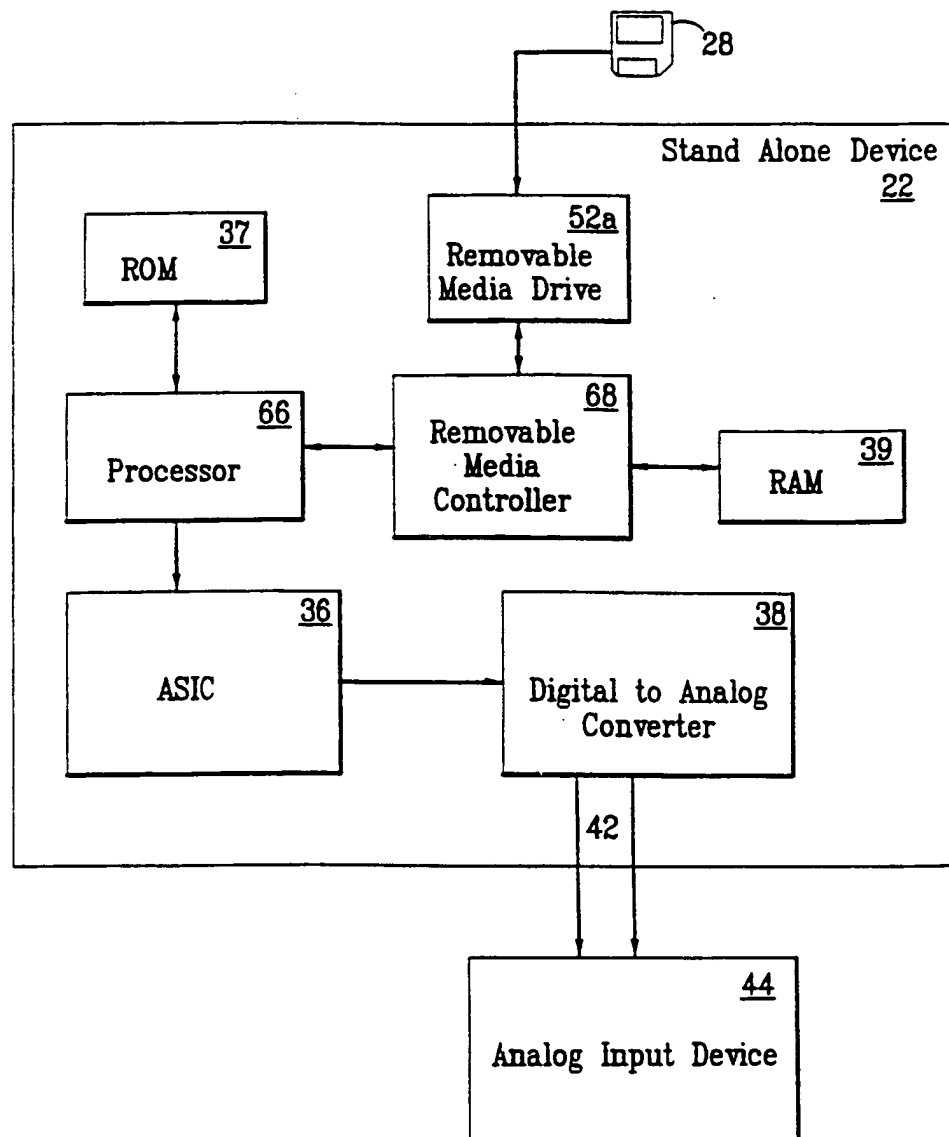 28
Stand Alone Device
22
37
ROM
52a
Removable
Media Drive
66
Processor
68
Removable
Media
Controller
39
RAM
36
ASIC
38
Digital to Analog
Converter
42
44
Analog Input Device